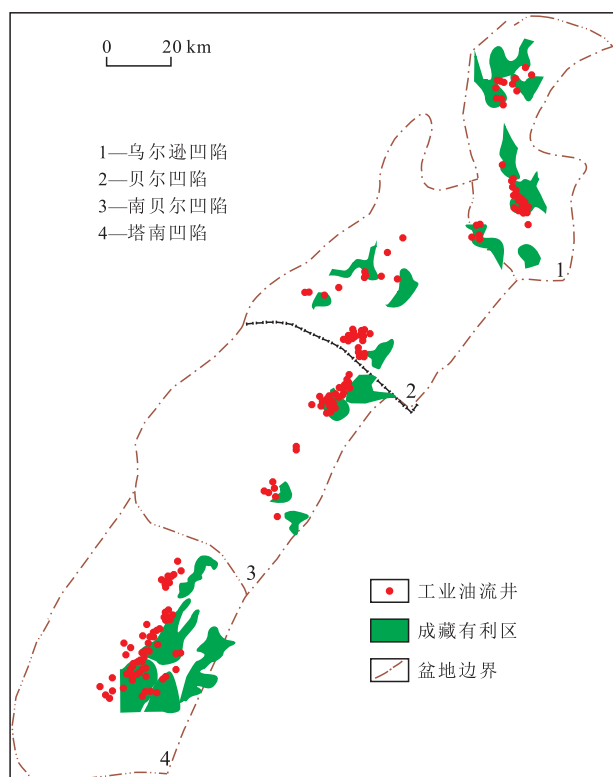 0 20 km
1—乌尔逊凹陷
2—贝尔凹陷
3—南贝尔凹陷
4—塔南凹陷
1
2
3
工业油流井
成藏有利区
盆地边界
4